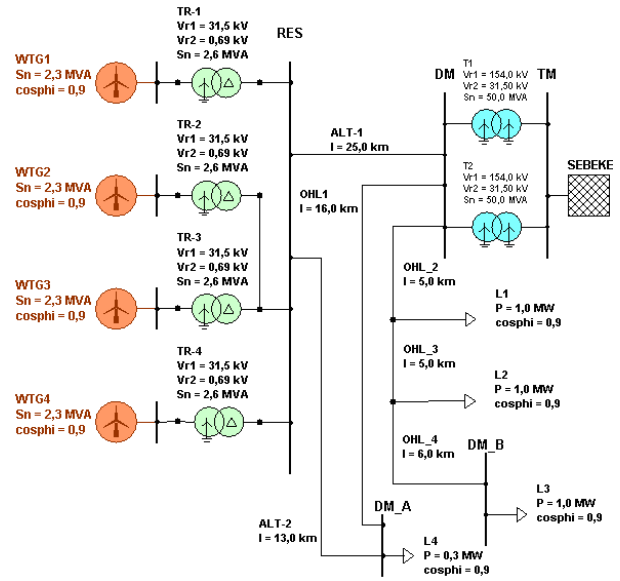 TR-1
Vr1 = 31,5 kV
Vr2 = 0,69 kV
Sn = 2,6 MVA
RES
WTG1
Sn = 2,3 MVA
cosphi = 0,9
T1
Vr1 = 154,0 kV
Vr2 = 31,50 kV
Sn = 50,0 MVA
DM
TM
TR-2
Vr1 = 31,5 kV
Vr2 = 0,69 kV
Sn = 2,6 MVA
ALT-1
l = 25,0 km
WTG2
Sn = 2,3 MVA
cosphi = 0,9
T2
Vr1 = 154,0 kV
Vr2 = 31,50 kV
Sn = 50,0 MVA
SEBEKE
OHL1
l = 16,0 km
TR-3
Vr1 = 31,5 kV
Vr2 = 0,69 kV
Sn = 2,6 MVA
WTG3
Sn = 2,3 MVA
cosphi = 0,9
OHL_2
l = 5,0 km
L1
P = 1,0 MW
cosphi = 0,9
TR-4
Vr1 = 31,5 kV
Vr2 = 0,69 kV
Sn = 2,6 MVA
OHL_3
l = 5,0 km
L2
P = 1,0 MW
cosphi = 0,9
WTG4
Sn = 2,3 MVA
cosphi = 0,9
OHL_4
l = 6,0 km
DM_B
L3
P = 1,0 MW
cosphi = 0,9
DM_A
ALT-2
l = 13,0 km
L4
P = 0,3 MW
cosphi = 0,9